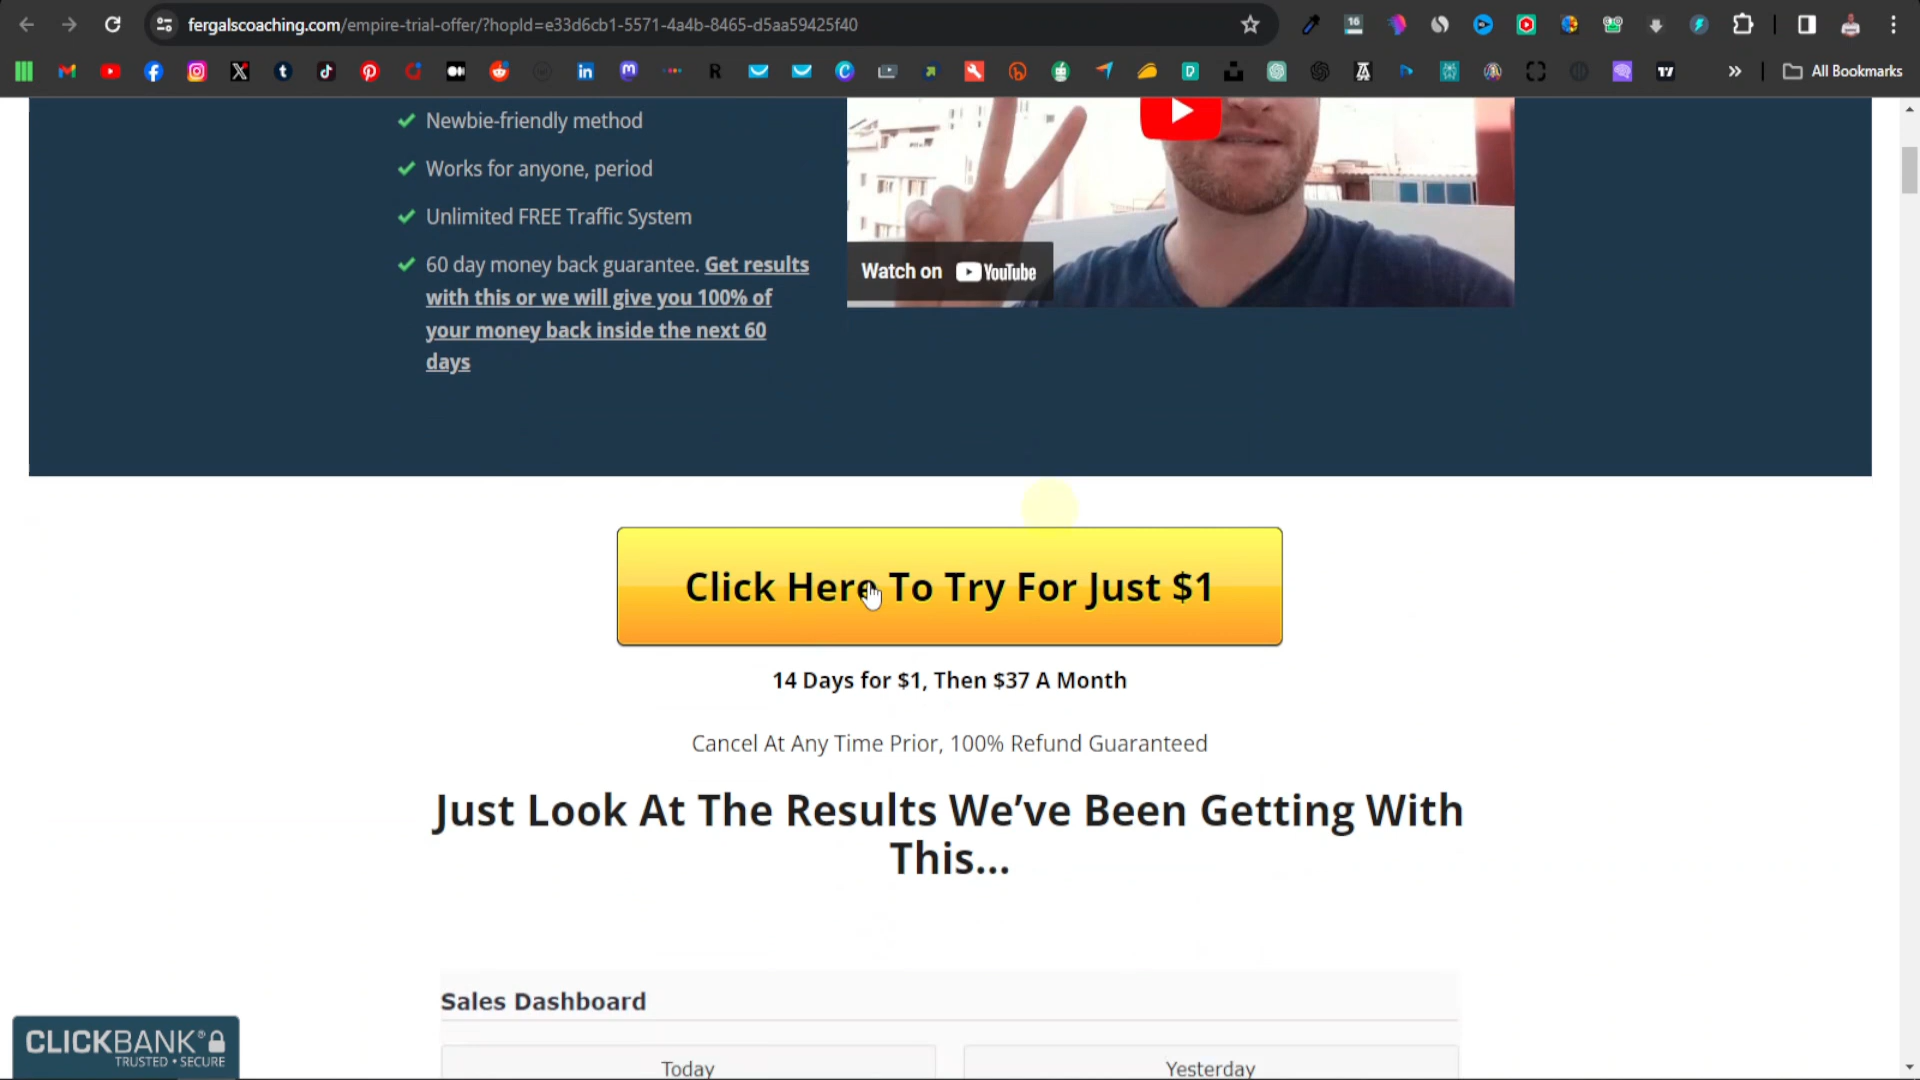 fergalscoaching.com/empire-trial-offer/?hopId=e33d6cb1-5571-4a4b-8465-d5aa59425f40
16
All Bookmarks
Newbie-friendly method
Works for anyone, period
Unlimited FREE Traffic System
60 day money back guarantee. Get results
with this or we will give you 100% of
your money back inside the next 60
days
Watch on YouTube
Click Here To Try For Just $1
14 Days for $1, Then $37 A Month
Cancel At Any Time Prior, 100% Refund Guaranteed
Just Look At The Results We’ve Been Getting With
This...
Sales Dashboard
Today Yesterday
CLICKBANK®
TRUSTED • SECURE